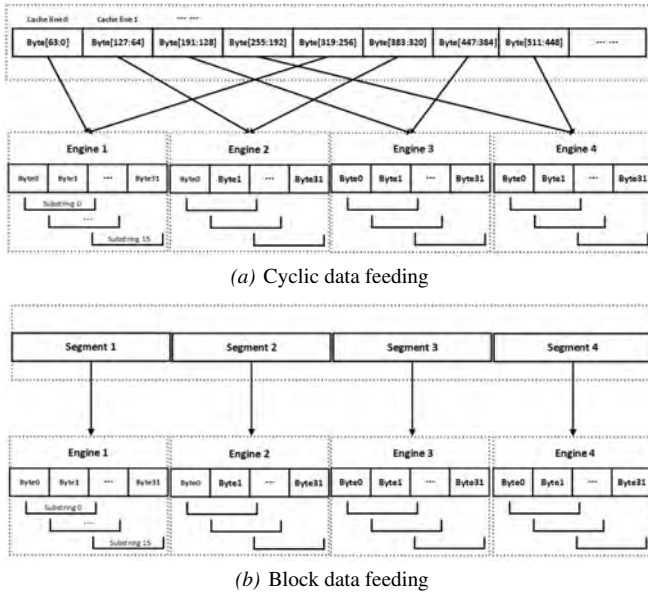 Cache line 0 Cache line 1 ... ...
Byte[63:0] Byte[127:64] Byte[191:128] Byte[255:192] Byte[319:256] Byte[383:320] Byte[447:384] Byte[511:448] ... ...
Engine 1 Engine 2 Engine 3 Engine 4
Byte0 Byte1 ... Byte31 Byte0 Byte1 ... Byte31 Byte0 Byte1 ... Byte31 Byte0 Byte1 ... Byte31
Substring 0
...
Substring 15
(a) Cyclic data feeding
Segment 1 Segment 2 Segment 3 Segment 4
Engine 1 Engine 2 Engine 3 Engine 4
Byte0 Byte1 ... Byte31 Byte0 Byte1 ... Byte31 Byte0 Byte1 ... Byte31 Byte0 Byte1 ... Byte31
Substring 0
...
Substring 15
(b) Block data feeding